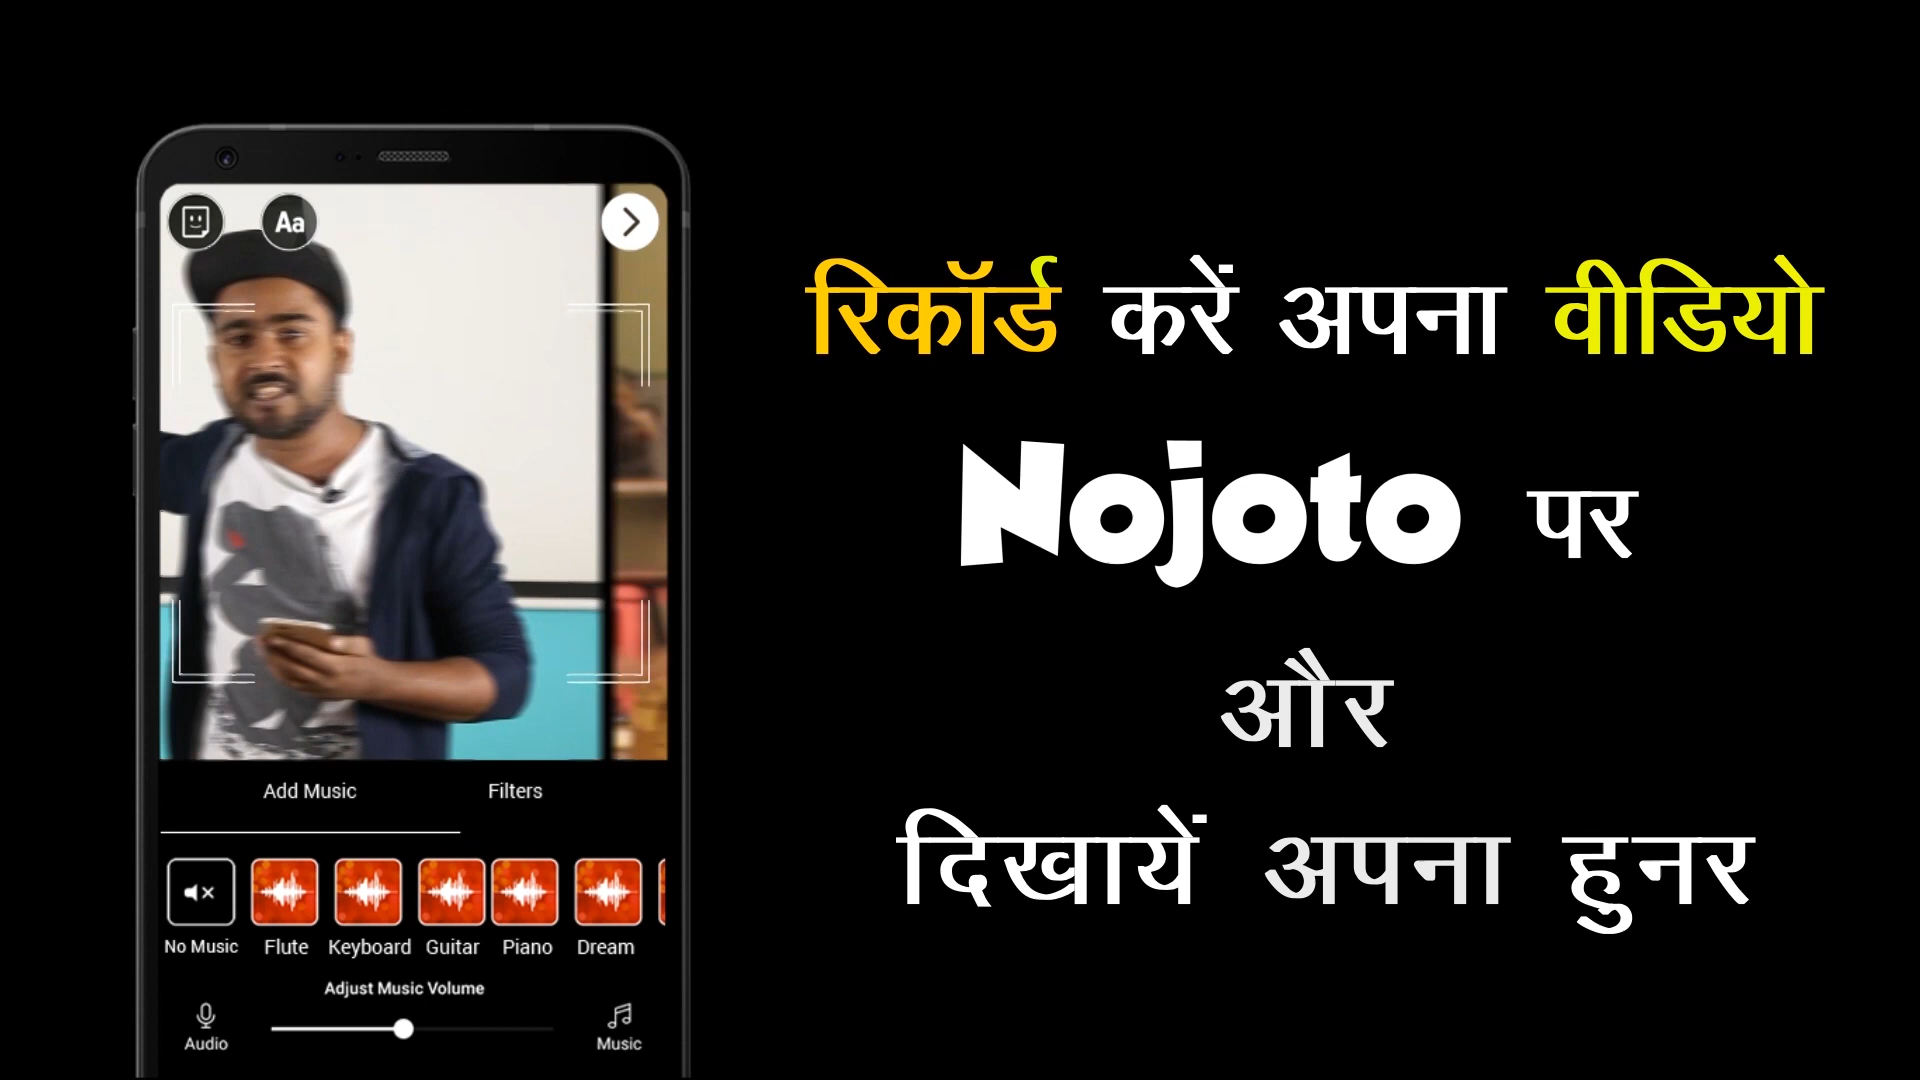 Aa
रिकॉर्ड करें अपना वीडियो
Nojoto पर
और
दिखायें अपना हुनर
Add Music Filters
No Music Flute Keyboard Guitar Piano Dream
Adjust Music Volume
Audio Music